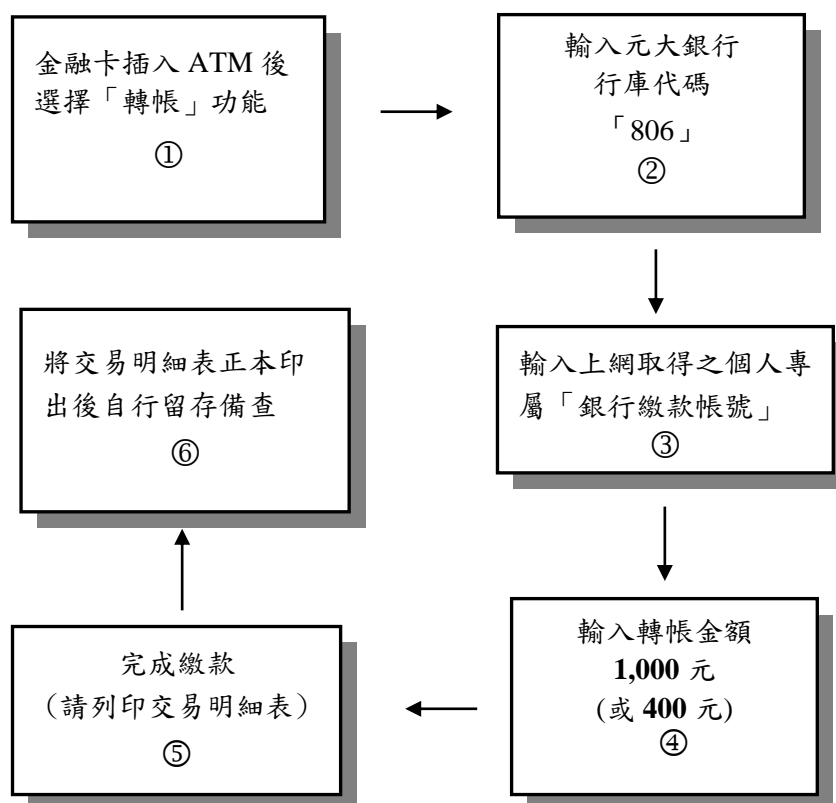 金融卡插入 ATM 後
選擇「轉帳」功能
①
輸入元大銀行
行庫代碼
「806」
②
輸入上網取得之個人專
屬「銀行繳款帳號」
③
輸入轉帳金額
1,000 元
(或 400 元)
④
完成繳款
（請列印交易明細表）
⑤
將交易明細表正本印
出後自行留存備查
⑥